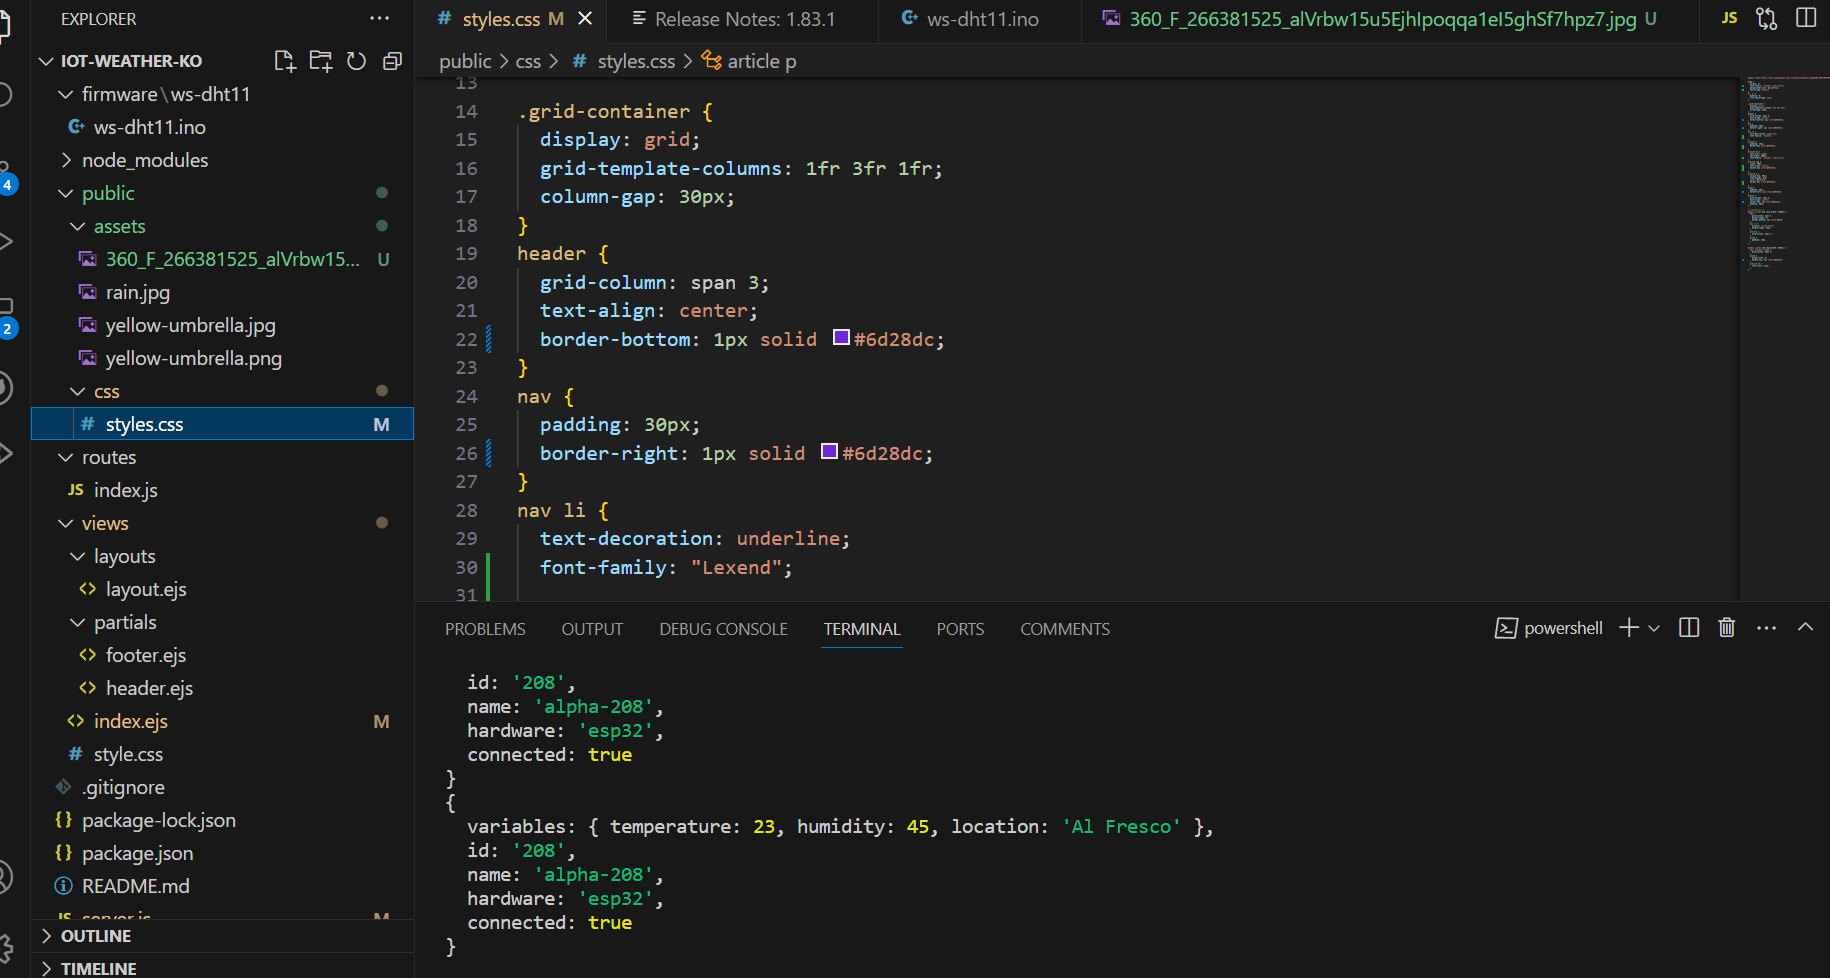 EXPLORER
IOT-WEATHER-KO
firmware\ws-dht11
ws-dht11.ino
node_modules
public
assets
360_F_266381525_alVrbw15... U
rain.jpg
yellow-umbrella.jpg
yellow-umbrella.png
css
# styles.css M
routes
JS index.js
views
layouts
<> layout.ejs
partials
<> footer.ejs
<> header.ejs
<> index.ejs M
# style.css
.gitignore
{} package-lock.json
{} package.json
README.md
JS server.js M
OUTLINE
TIMELINE
4
2
# styles.css M
Release Notes: 1.83.1
ws-dht11.ino
360_F_266381525_alVrbw15u5EjhIpoqqa1eI5ghSf7hpz7.jpg U
JS
public > css > # styles.css > article p
13
14 .grid-container {
15 display: grid;
16 grid-template-columns: 1fr 3fr 1fr;
17 column-gap: 30px;
18 }
19 header {
20 grid-column: span 3;
21 text-align: center;
22 border-bottom: 1px solid #6d28dc;
23 }
24 nav {
25 padding: 30px;
26 border-right: 1px solid #6d28dc;
27 }
28 nav li {
29 text-decoration: underline;
30 font-family: "Lexend";
31
PROBLEMS OUTPUT DEBUG CONSOLE TERMINAL PORTS COMMENTS
powershell
id: '208',
name: 'alpha-208',
hardware: 'esp32',
connected: true
}
{
variables: { temperature: 23, humidity: 45, location: 'Al Fresco' },
id: '208',
name: 'alpha-208',
hardware: 'esp32',
connected: true
}